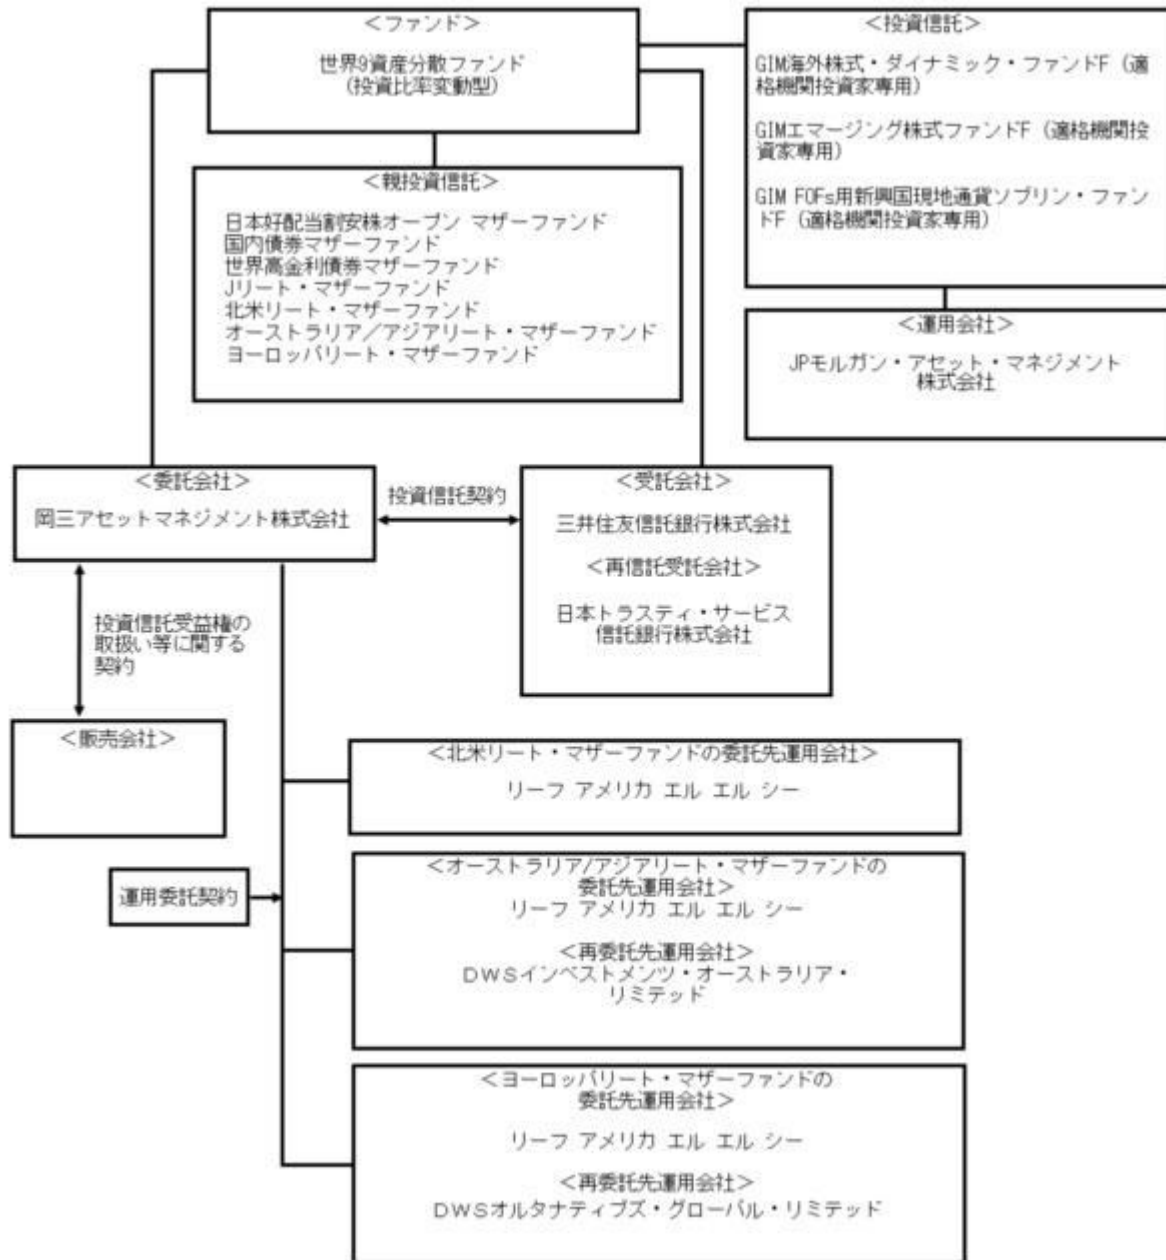 ＜ファンド＞
世界9資産分散ファンド
(投資比率変動型)
＜投資信託＞
GIM海外株式・ダイナミック・ファンドF（適
格機関投資家専用）
GIMエマージング株式ファンドF（適格機関投
資家専用）
GIM FOFs用新興国現地通貨ソブリン・ファン
ドF（適格機関投資家専用）
＜親投資信託＞
日本好配当割安株オープン マザーファンド
国内債券マザーファンド
世界高金利債券マザーファンド
Jリート・マザーファンド
北米リート・マザーファンド
オーストラリア／アジアリート・マザーファンド
ヨーロッパリート・マザーファンド
＜運用会社＞
JPモルガン・アセット・マネジメント
株式会社
＜委託会社＞
岡三アセットマネジメント株式会社
投資信託契約
＜受託会社＞
三井住友信託銀行株式会社
＜再信託受託会社＞
日本トラスティ・サービス
信託銀行株式会社
投資信託受益権の
取扱い等に関する
契約
＜販売会社＞
＜北米リート・マザーファンドの委託先運用会社＞
リーフ アメリカ エル エル シー
運用委託契約
＜オーストラリア/アジアリート・マザーファンドの
委託先運用会社＞
リーフ アメリカ エル エル シー
＜再委託先運用会社＞
ＤＷＳインベストメンツ・オーストラリア・
リミテッド
＜ヨーロッパリート・マザーファンドの
委託先運用会社＞
リーフ アメリカ エル エル シー
＜再委託先運用会社＞
ＤＷＳオルタナティブズ・グローバル・リミテッド